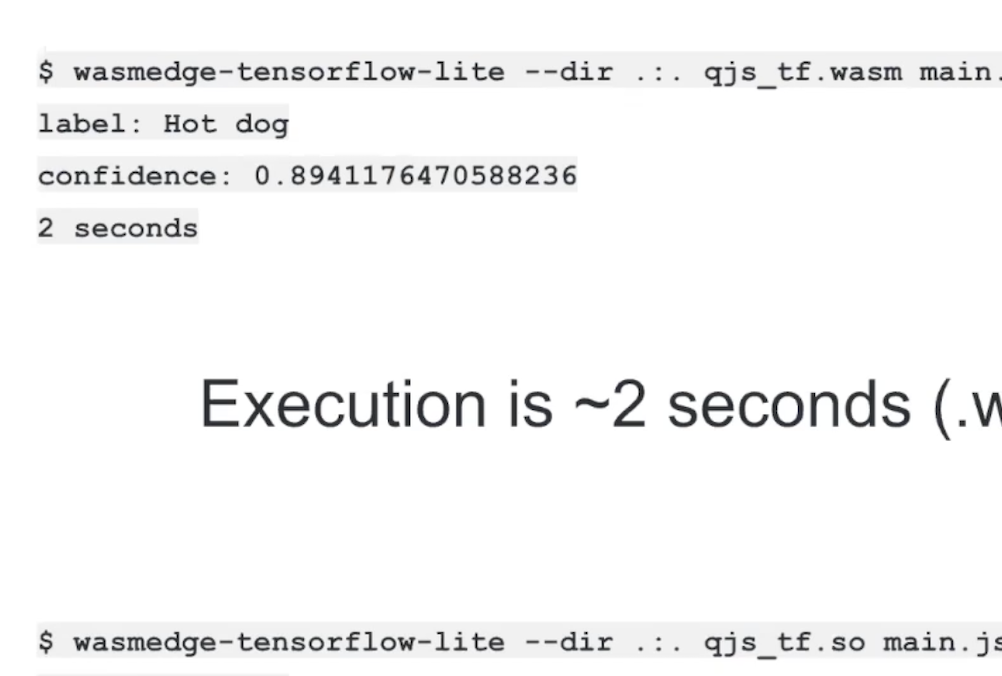 $ wasmedge-tensorflow-lite --dir .:. qjs_tf.wasm main.
label: Hot dog
confidence: 0.8941176470588236
2 seconds
Execution is ~2 seconds (.w
$ wasmedge-tensorflow-lite --dir .:. qjs_tf.so main.js